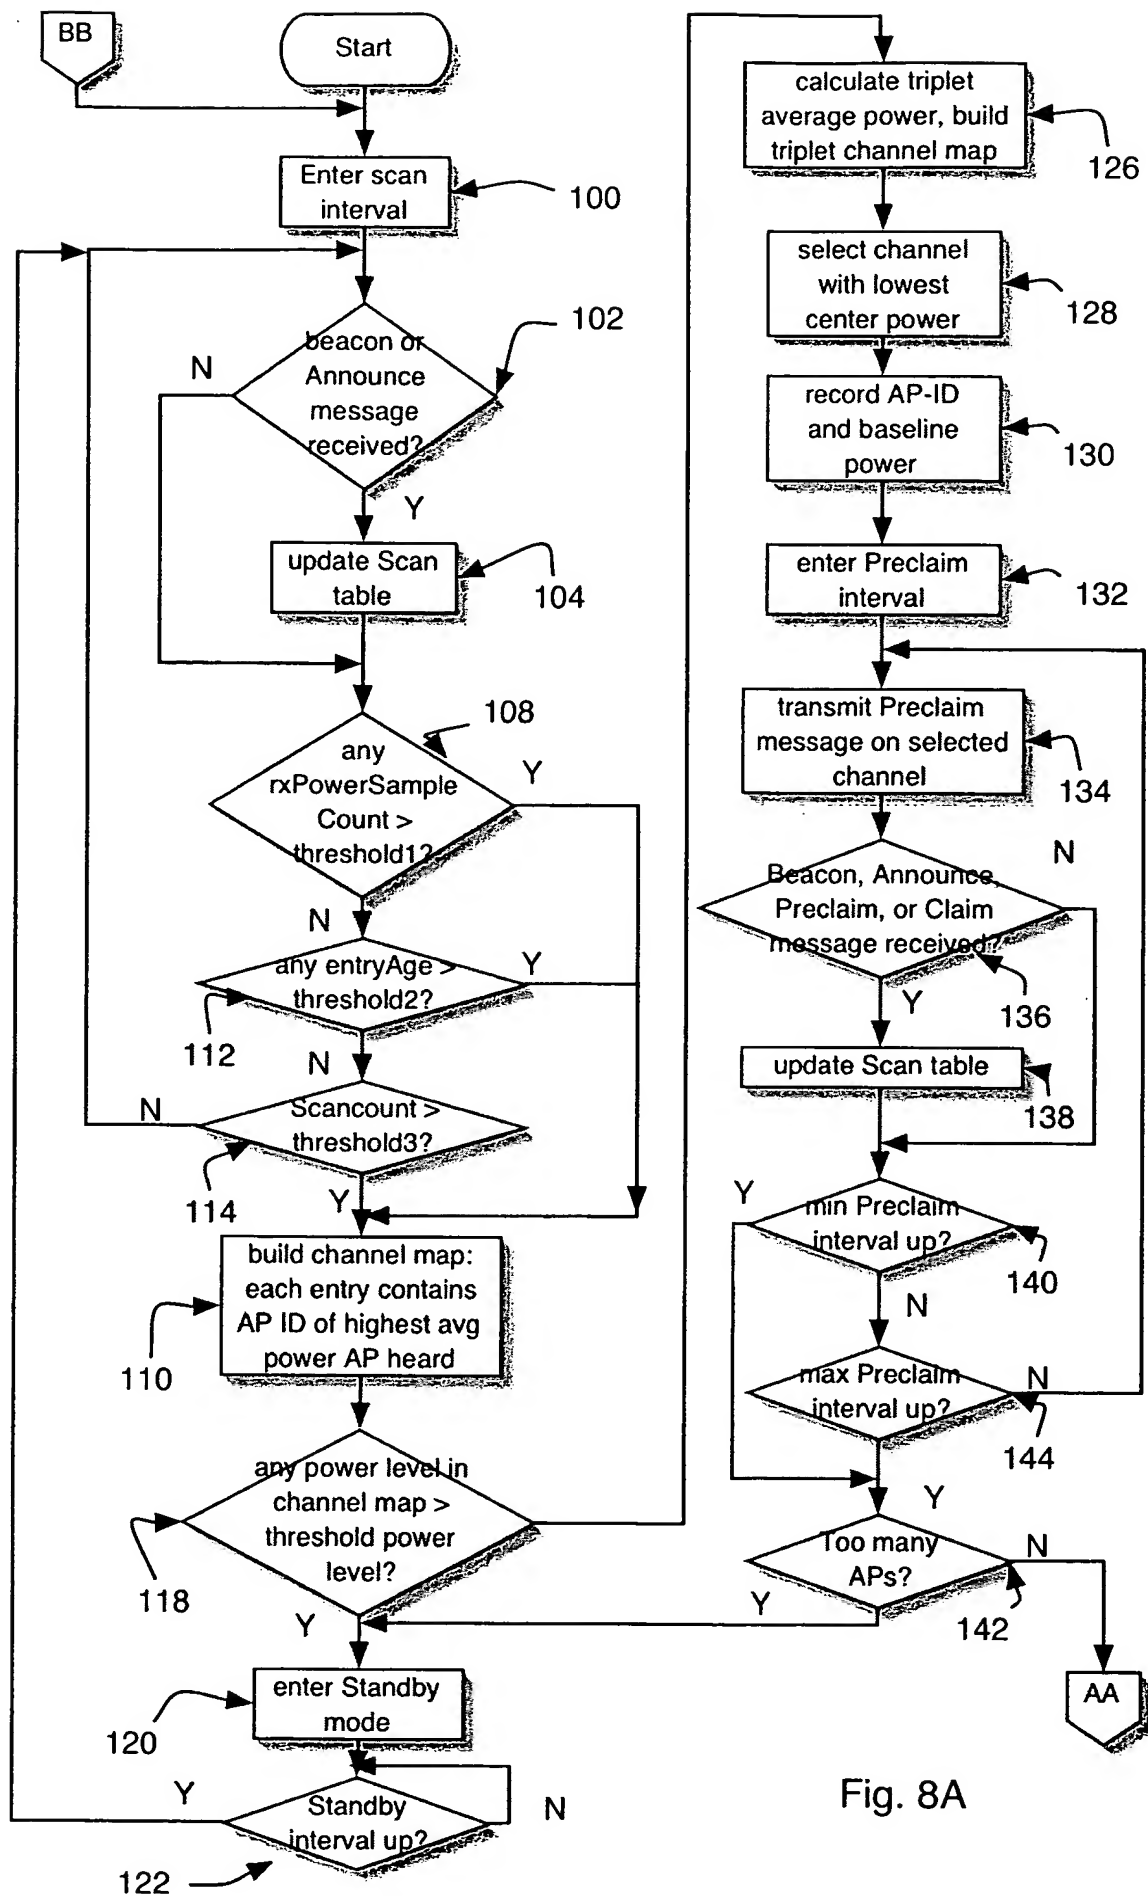 BB
Start
Enter scan
interval
100
beacon or
Announce
message
received?
102
N
Y
update Scan
table
104
any
rxPowerSample
Count >
threshold1?
108
Y
N
any entryAge >
threshold2?
Y
112
N
Scancount >
threshold3?
N
114
Y
build channel map:
each entry contains
AP ID of highest avg
power AP heard
110
any power level in
channel map >
threshold power
level?
118
Y
enter Standby
mode
120
Y
Standby
interval up?
N
122
calculate triplet
average power, build
triplet channel map
126
select channel
with lowest
center power
128
record AP-ID
and baseline
power
130
enter Preclaim
interval
132
transmit Preclaim
message on selected
channel
134
N
Beacon, Announce,
Preclaim, or Claim
message received?
136
Y
update Scan table
138
Y
min Preclaim
interval up?
140
N
max Preclaim
interval up?
N
144
Y
Too many
APs?
N
Y
142
AA
Fig. 8A